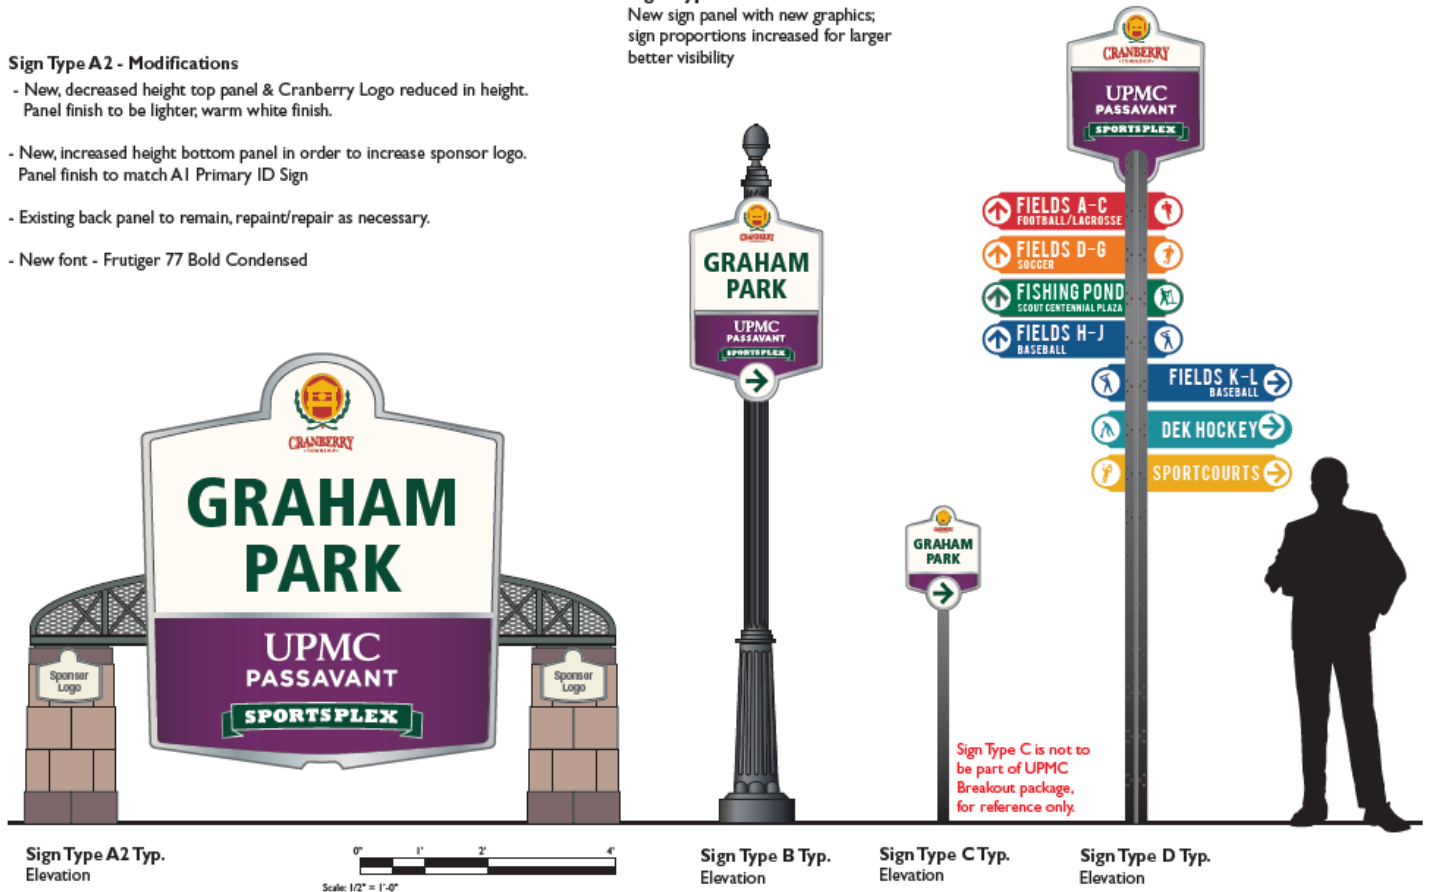 Sign Type A2 - Modifications
- New, decreased height top panel & Cranberry Logo reduced in height.
Panel finish to be lighter, warm white finish.
- New, increased height bottom panel in order to increase sponsor logo.
Panel finish to match A1 Primary ID Sign
- Existing back panel to remain, repaint/repair as necessary.
- New font - Frutiger 77 Bold Condensed
New sign panel with new graphics;
sign proportions increased for larger
better visibility
CRANBERRY
TOWNSHIP
GRAHAM
PARK
UPMC
PASSAVANT
SPORTSPLEX
Sponsor
Logo
Sponsor
Logo
CRANBERRY
GRAHAM
PARK
UPMC
PASSAVANT
SPORTSPLEX
GRAHAM
PARK
Sign Type C is not to
be part of UPMC
Breakout package,
for reference only.
CRANBERRY
TOWNSHIP
UPMC
PASSAVANT
SPORTSPLEX
FIELDS A-C
FOOTBALL/LACROSSE
FIELDS D-G
SOCCER
FISHING POND
SCOUT CENTENNIAL PLAZA
FIELDS H-J
BASEBALL
FIELDS K-L
BASEBALL
DEK HOCKEY
SPORTCOURTS
Sign Type A2 Typ.
Elevation
0" 1' 2' 4'
Scale: 1/2" = 1'-0"
Sign Type B Typ.
Elevation
Sign Type C Typ.
Elevation
Sign Type D Typ.
Elevation